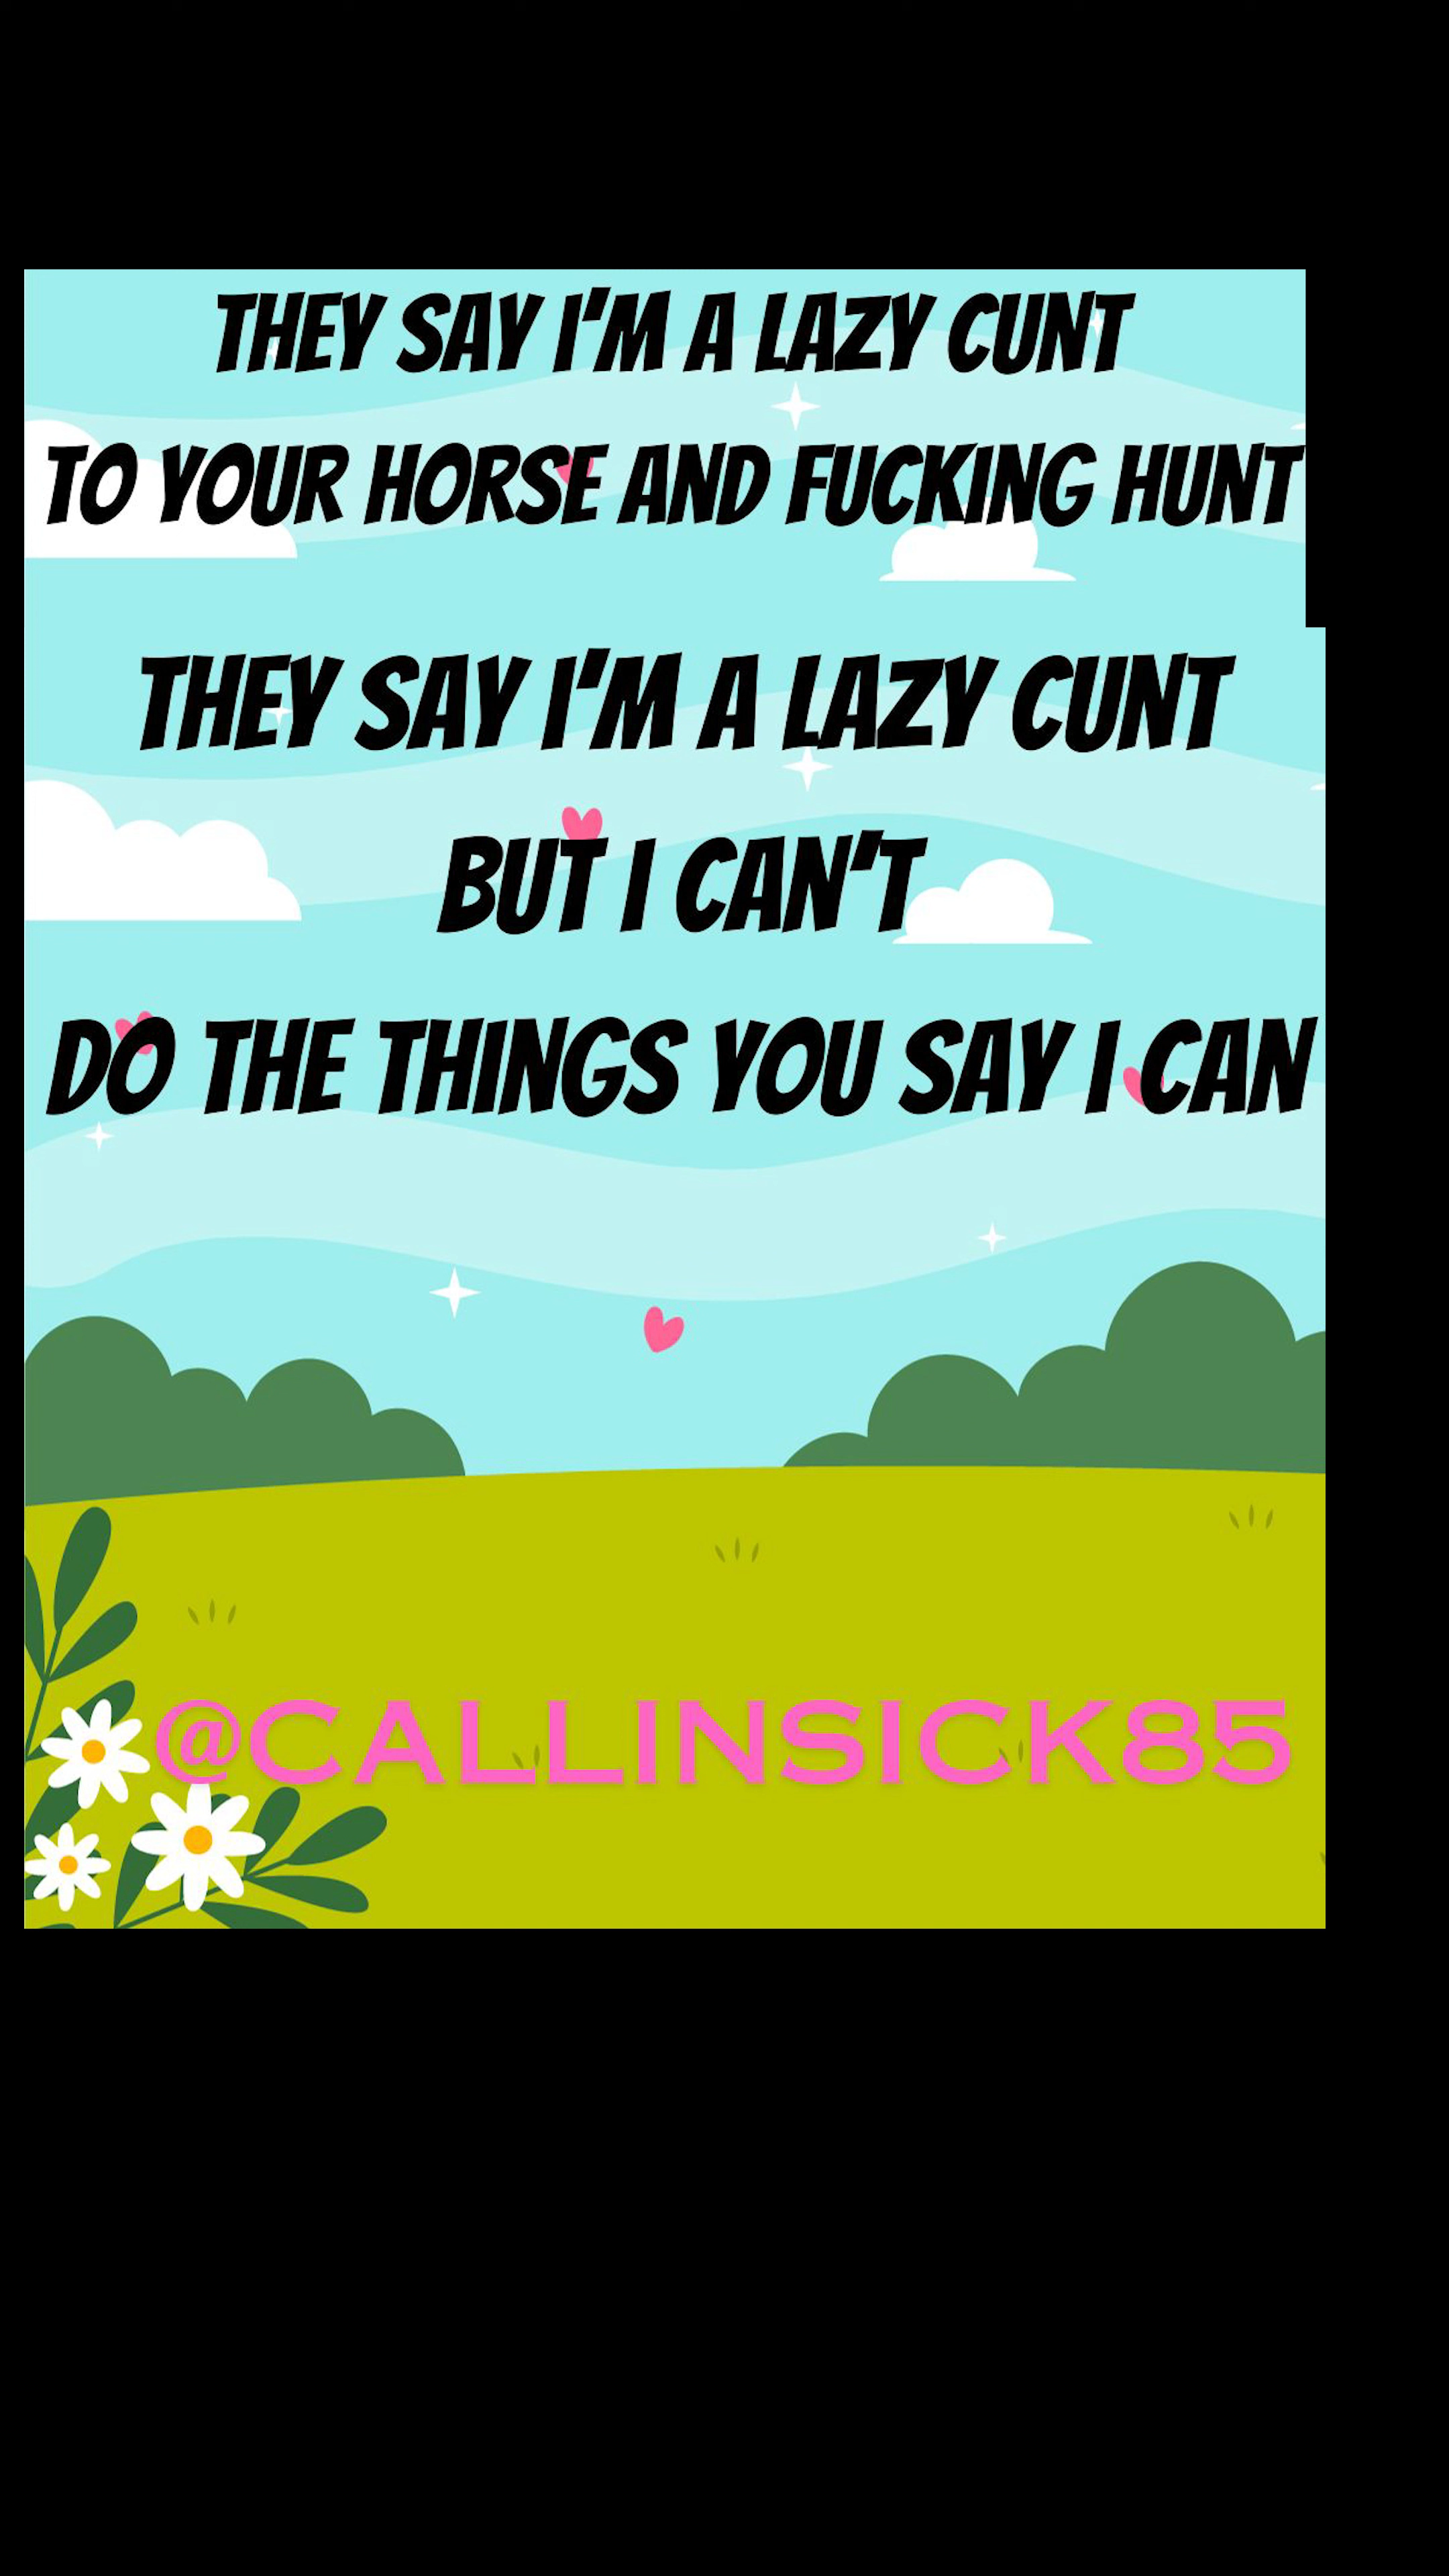 THEY SAY I'M A LAZY CUNT
TO YOUR HORSE AND FUCKING HUNT
THEY SAY I'M A LAZY CUNT
BUT I CAN'T
DO THE THINGS YOU SAY I CAN
@CALLINSICK85